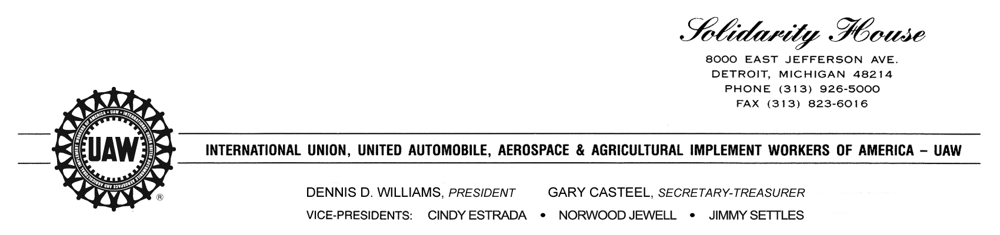 Solidarity House
8000 EAST JEFFERSON AVE.
DETROIT, MICHIGAN 48214
PHONE (313) 926-5000
FAX (313) 823-6016
INTERNATIONAL UNION UNITED AUTOMOBILE AEROSPACE AND AGRICULTURAL IMPLEMENT WORKERS OF AMERICA • UAW •
UAW
®
INTERNATIONAL UNION, UNITED AUTOMOBILE, AEROSPACE & AGRICULTURAL IMPLEMENT WORKERS OF AMERICA – UAW
DENNIS D. WILLIAMS, PRESIDENT GARY CASTEEL, SECRETARY-TREASURER
VICE-PRESIDENTS: CINDY ESTRADA • NORWOOD JEWELL • JIMMY SETTLES